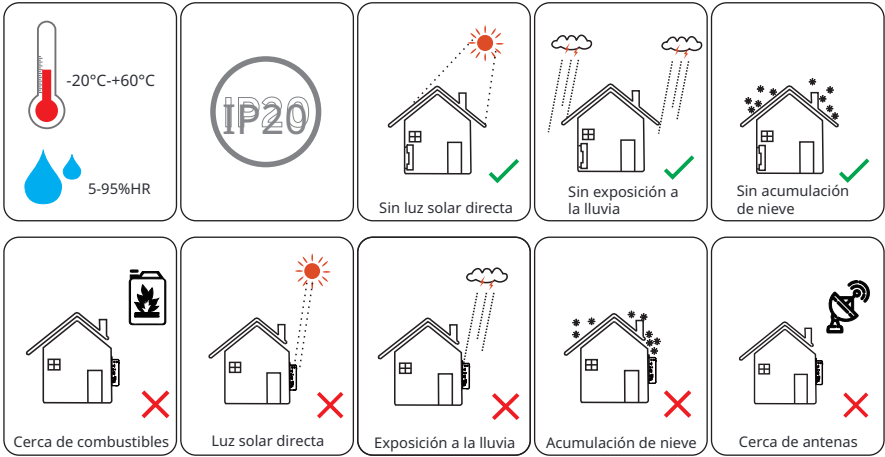 -20°C-+60°C
5-95%HR
IP20
Sin luz solar directa
Sin exposición a
la lluvia
Sin acumulación
de nieve
Cerca de combustibles
Luz solar directa
Exposición a la lluvia
Acumulación de nieve
Cerca de antenas